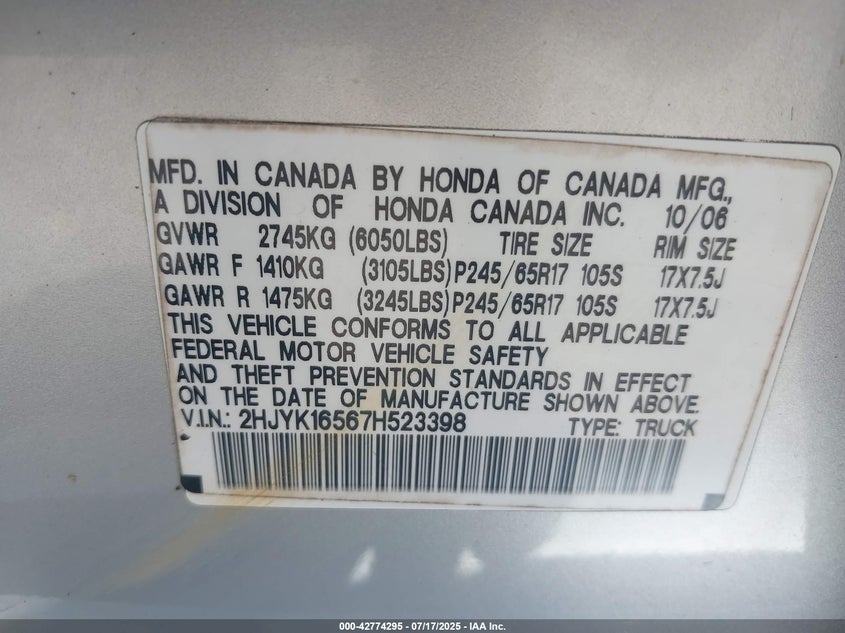 MFD. IN CANADA BY HONDA OF CANADA MFG.,
A DIVISION OF HONDA CANADA INC. 10/06
GVWR 2745KG (6050LBS) TIRE SIZE RIM SIZE
GAWR F 1410KG (3105LBS) P245/65R17 105S 17X7.5J
GAWR R 1475KG (3245LBS) P245/65R17 105S 17X7.5J
THIS VEHICLE CONFORMS TO ALL APPLICABLE
FEDERAL MOTOR VEHICLE SAFETY
AND THEFT PREVENTION STANDARDS IN EFFECT
ON THE DATE OF MANUFACTURE SHOWN ABOVE.
V.I.N.: 2HJYK16567H523398 TYPE: TRUCK
000-42774295 - 07/17/2025 - IAA Inc.